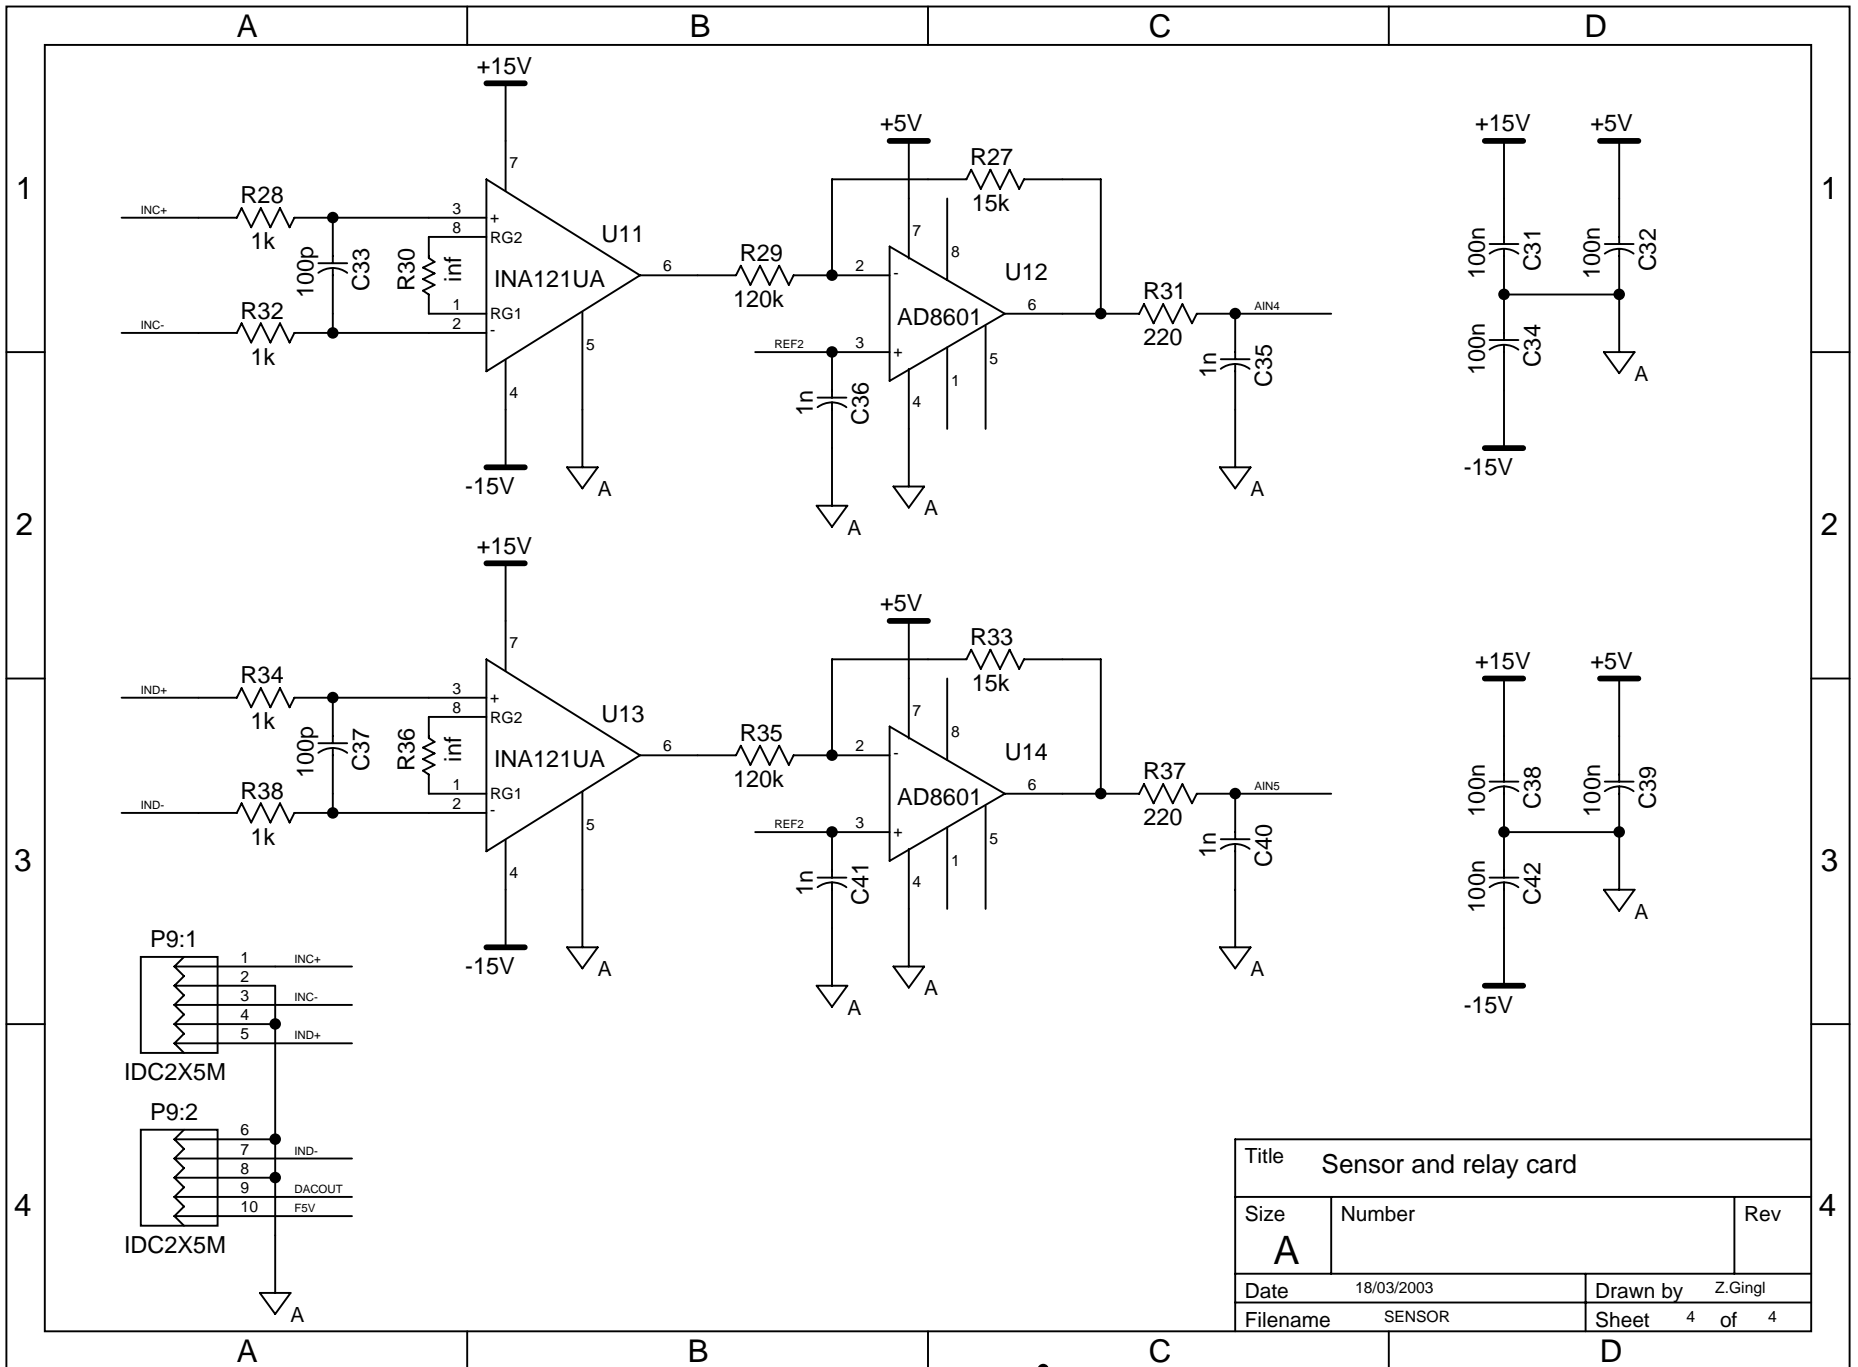 A B C D
1
2
3
4
1
2
3
4
A B C D
+15V
7
INC+
R28
1k
100p
C33
R30
inf
INC-
R32
1k
3
8
1
2
+
RG2
RG1
-
INA121UA
U11
6
5
4
-15V
A
R29
120k
+5V
R27
15k
7
8
2
-
U12
AD8601
6
REF2
3
+
5
1
4
1n
C36
A
A
R31
220
AIN4
1n
C35
A
+15V
+5V
100n
C31
100n
C32
100n
C34
A
-15V
+15V
7
IND+
R34
1k
100p
C37
R36
inf
IND-
R38
1k
3
8
1
2
+
RG2
RG1
-
INA121UA
U13
6
5
4
-15V
A
R35
120k
+5V
R33
15k
7
8
2
-
U14
AD8601
6
REF2
3
+
5
1
4
1n
C41
A
A
R37
220
AIN5
1n
C40
A
+15V
+5V
100n
C38
100n
C39
100n
C42
A
-15V
P9:1
1 INC+
2
3 INC-
4
5 IND+
IDC2X5M
P9:2
6
7 IND-
8
9 DACOUT
10 F5V
IDC2X5M
A
Title Sensor and relay card
Size Number Rev
A
Date 18/03/2003 Drawn by Z.Gingl
Filename SENSOR Sheet 4 of 4